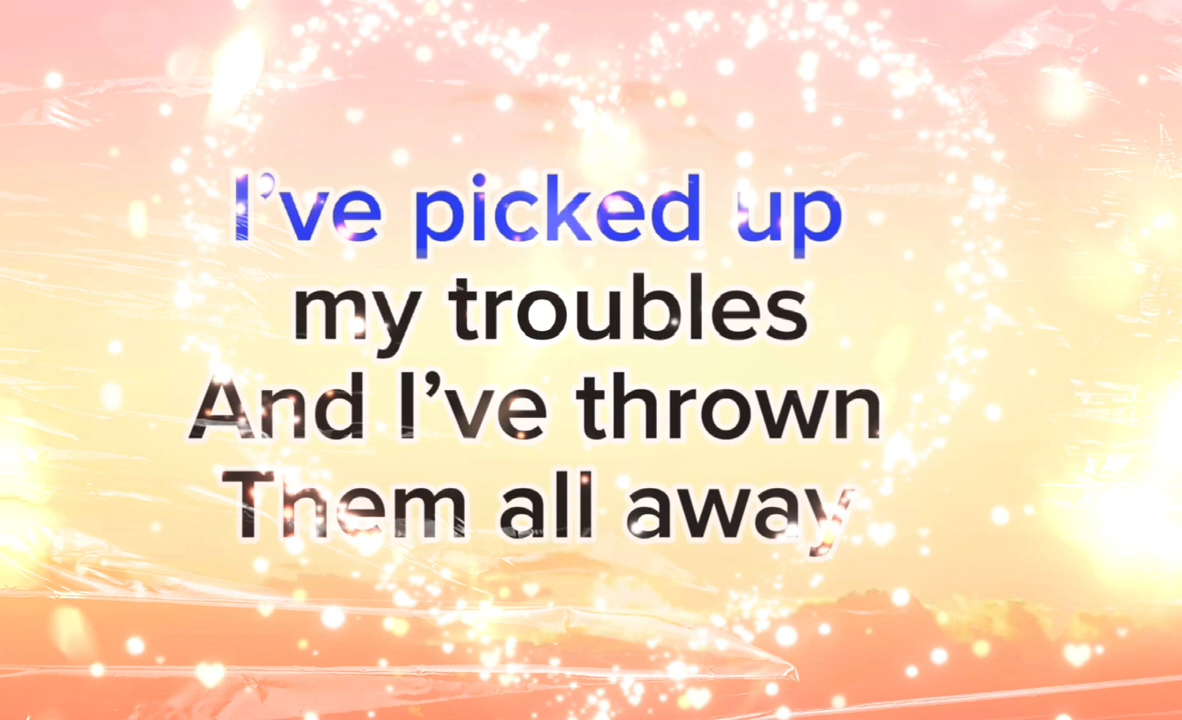 I’ve picked up
my troubles
And I’ve thrown
Them all away